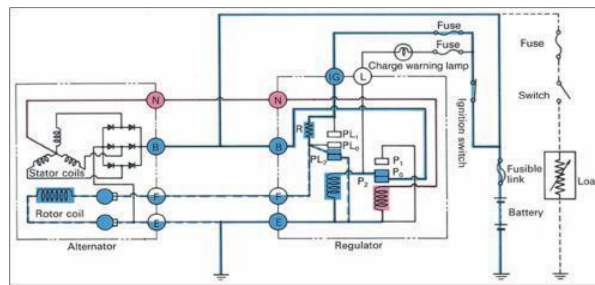 Fuse
Fuse
Charge warning lamp
Ignition switch
Fuse
Switch
Fusible
link
Battery
Loa
IG
L
N
N
B
B
R
PL₁
PL₀
PL₂
P₁
P₀
P₂
Stator coils
Rotor coil
F
F
E
E
Alternator
Regulator